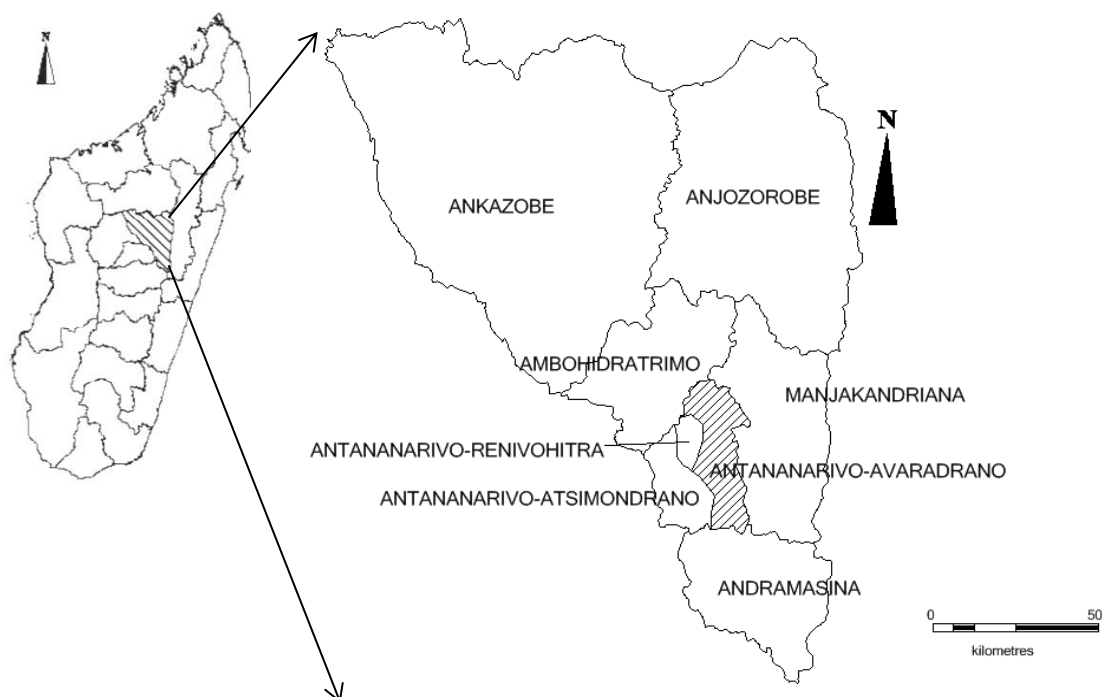 N
N
ANKAZOBE
ANJOZOROBE
AMBOHIDRATRIMO
MANJAKANDRIANA
ANTANANARIVO-RENIVOHITRA
ANTANANARIVO-AVARADRANO
ANTANANARIVO-ATSIMONDRANO
ANDRAMASINA
0 50
kilometres